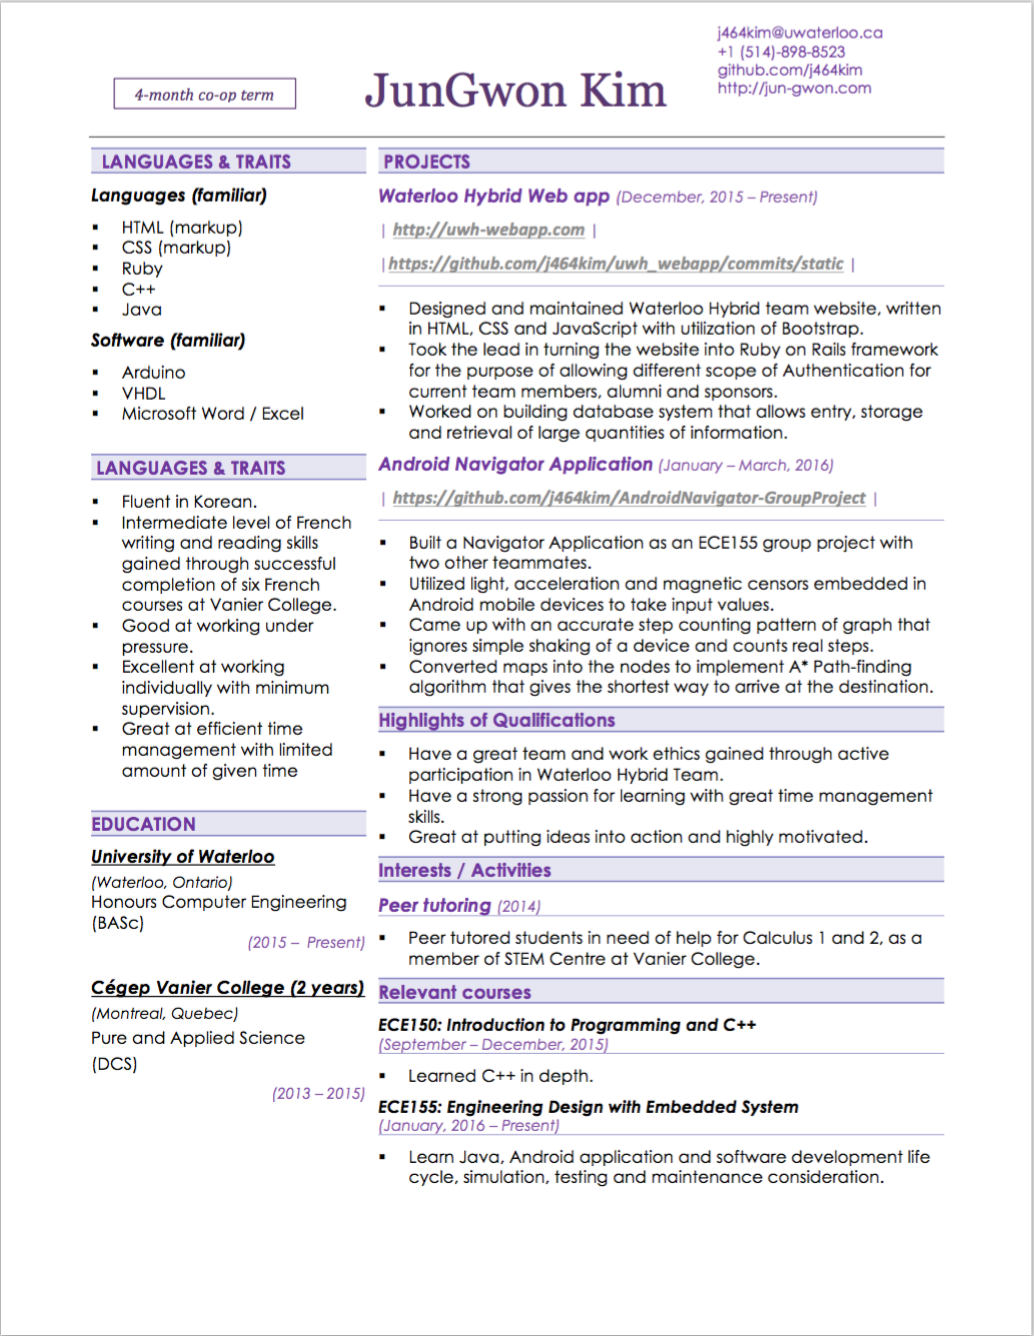 j464kim@uwaterloo.ca
+1 (514)-898-8523
github.com/j464kim
http://jun-gwon.com
4-month co-op term
JunGwon Kim
LANGUAGES & TRAITS
Languages (familiar)
▪ HTML (markup)
▪ CSS (markup)
▪ Ruby
▪ C++
▪ Java
Software (familiar)
▪ Arduino
▪ VHDL
▪ Microsoft Word / Excel
LANGUAGES & TRAITS
▪ Fluent in Korean.
▪ Intermediate level of French
writing and reading skills
gained through successful
completion of six French
courses at Vanier College.
▪ Good at working under
pressure.
▪ Excellent at working
individually with minimum
supervision.
▪ Great at efficient time
management with limited
amount of given time
EDUCATION
University of Waterloo
(Waterloo, Ontario)
Honours Computer Engineering
(BASc)
(2015 – Present)
Cégep Vanier College (2 years)
(Montreal, Quebec)
Pure and Applied Science
(DCS)
(2013 – 2015)
PROJECTS
Waterloo Hybrid Web app (December, 2015 – Present)
| http://uwh-webapp.com |
|https://github.com/j464kim/uwh_webapp/commits/static |
▪ Designed and maintained Waterloo Hybrid team website, written
in HTML, CSS and JavaScript with utilization of Bootstrap.
▪ Took the lead in turning the website into Ruby on Rails framework
for the purpose of allowing different scope of Authentication for
current team members, alumni and sponsors.
▪ Worked on building database system that allows entry, storage
and retrieval of large quantities of information.
Android Navigator Application (January – March, 2016)
| https://github.com/j464kim/AndroidNavigator-GroupProject |
▪ Built a Navigator Application as an ECE155 group project with
two other teammates.
▪ Utilized light, acceleration and magnetic censors embedded in
Android mobile devices to take input values.
▪ Came up with an accurate step counting pattern of graph that
ignores simple shaking of a device and counts real steps.
▪ Converted maps into the nodes to implement A* Path-finding
algorithm that gives the shortest way to arrive at the destination.
Highlights of Qualifications
▪ Have a great team and work ethics gained through active
participation in Waterloo Hybrid Team.
▪ Have a strong passion for learning with great time management
skills.
▪ Great at putting ideas into action and highly motivated.
Interests / Activities
Peer tutoring (2014)
▪ Peer tutored students in need of help for Calculus 1 and 2, as a
member of STEM Centre at Vanier College.
Relevant courses
ECE150: Introduction to Programming and C++
(September – December, 2015)
▪ Learned C++ in depth.
ECE155: Engineering Design with Embedded System
(January, 2016 – Present)
▪ Learn Java, Android application and software development life
cycle, simulation, testing and maintenance consideration.